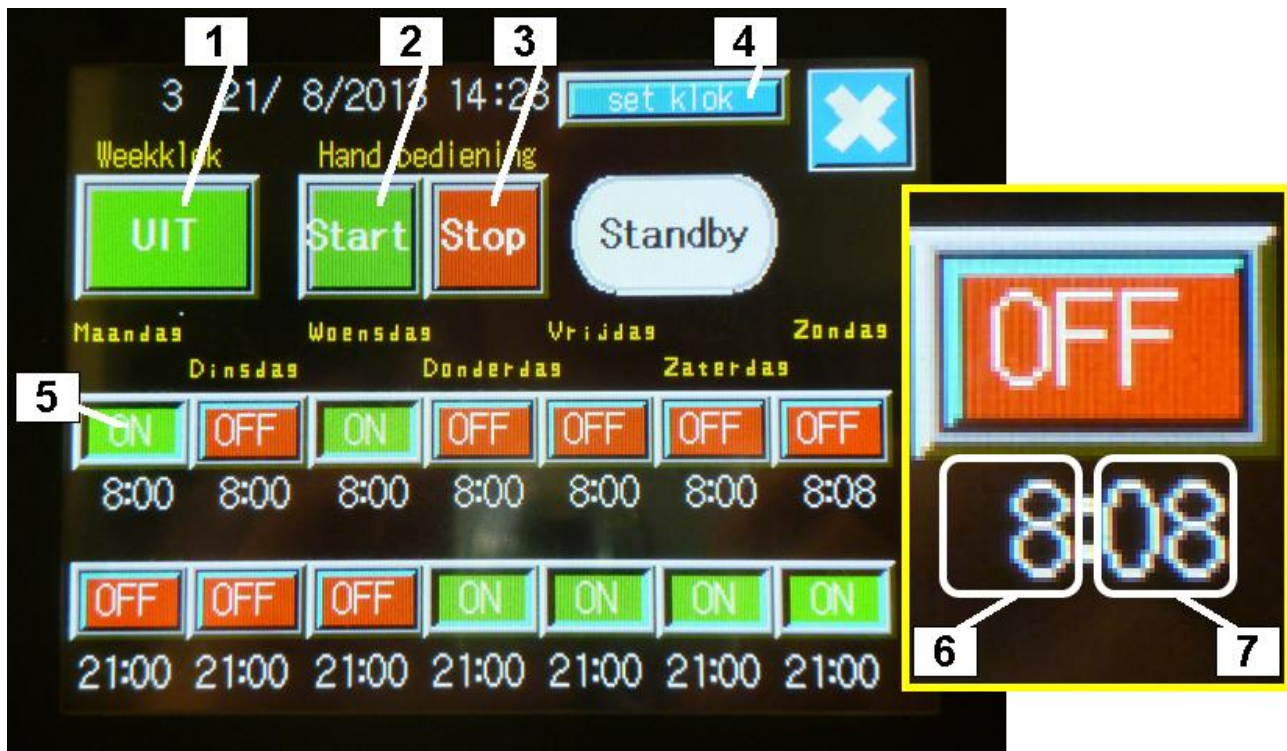 1 2 3 4
3 21/ 8/2013 14:28 set klok
Weekklok Hand bediening
UIT Start Stop Standby
Maandag Woensdag Vrijdag Zondag
Dinsdag Donderdag Zaterdag
5
ON OFF ON OFF OFF OFF OFF
8:00 8:00 8:00 8:00 8:00 8:00 8:08
OFF OFF OFF ON ON ON ON
21:00 21:00 21:00 21:00 21:00 21:00 21:00
OFF
8:08
6 7